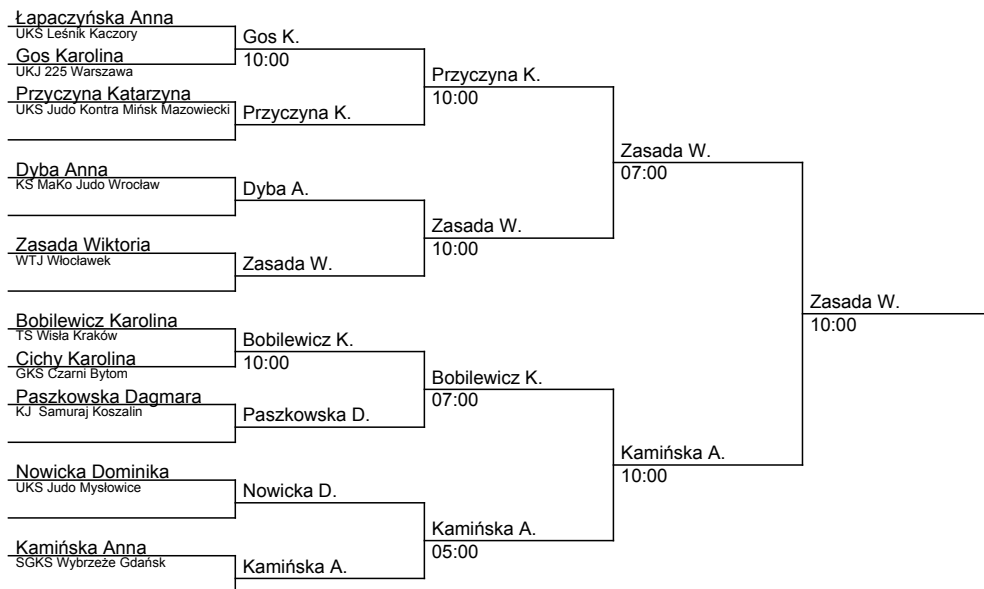 Łapaczyńska Anna
UKS Leśnik Kaczory
Gos Karolina
UKJ 225 Warszawa
Przyczyna Katarzyna
UKS Judo Kontra Mińsk Mazowiecki
Dyba Anna
KS MaKo Judo Wrocław
Zasada Wiktoria
WTJ Włocławek
Bobilewicz Karolina
TS Wisła Kraków
Cichy Karolina
GKS Czarni Bytom
Paszkowska Dagmara
KJ  Samuraj Koszalin
Nowicka Dominika
UKS Judo Mysłowice
Kamińska Anna
SGKS Wybrzeże Gdańsk
Gos K.
10:00
Przyczyna K.
Dyba A.
Zasada W.
Bobilewicz K.
10:00
Paszkowska D.
Nowicka D.
Kamińska A.
Przyczyna K.
10:00
Zasada W.
10:00
Bobilewicz K.
07:00
Kamińska A.
05:00
Zasada W.
07:00
Kamińska A.
10:00
Zasada W.
10:00